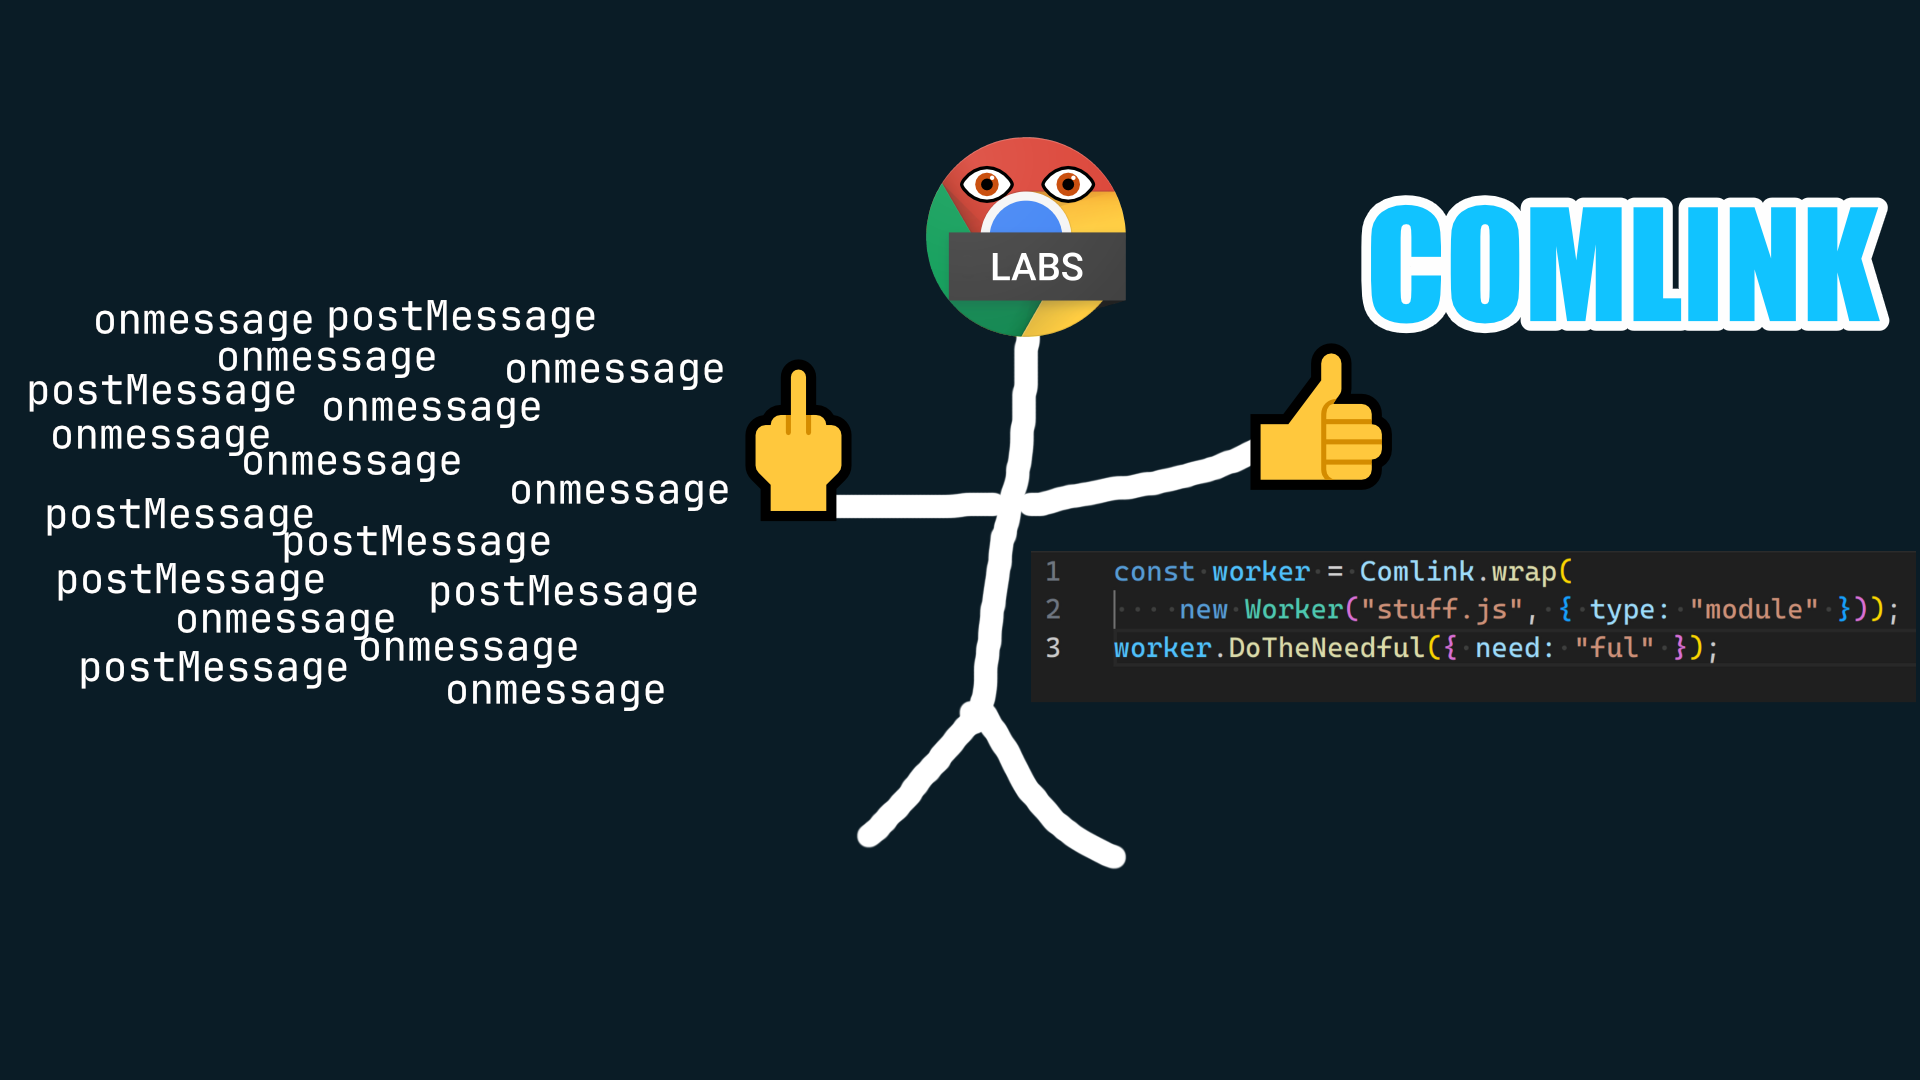 LABS
COMLINK
onmessage
postMessage
onmessage
onmessage
postMessage
onmessage
onmessage
onmessage
onmessage
postMessage
postMessage
postMessage
postMessage
onmessage
onmessage
postMessage
onmessage
1 const worker = Comlink.wrap(
2 new Worker("stuff.js", { type: "module" }));
3 worker.DoTheNeedful({ need: "ful" });